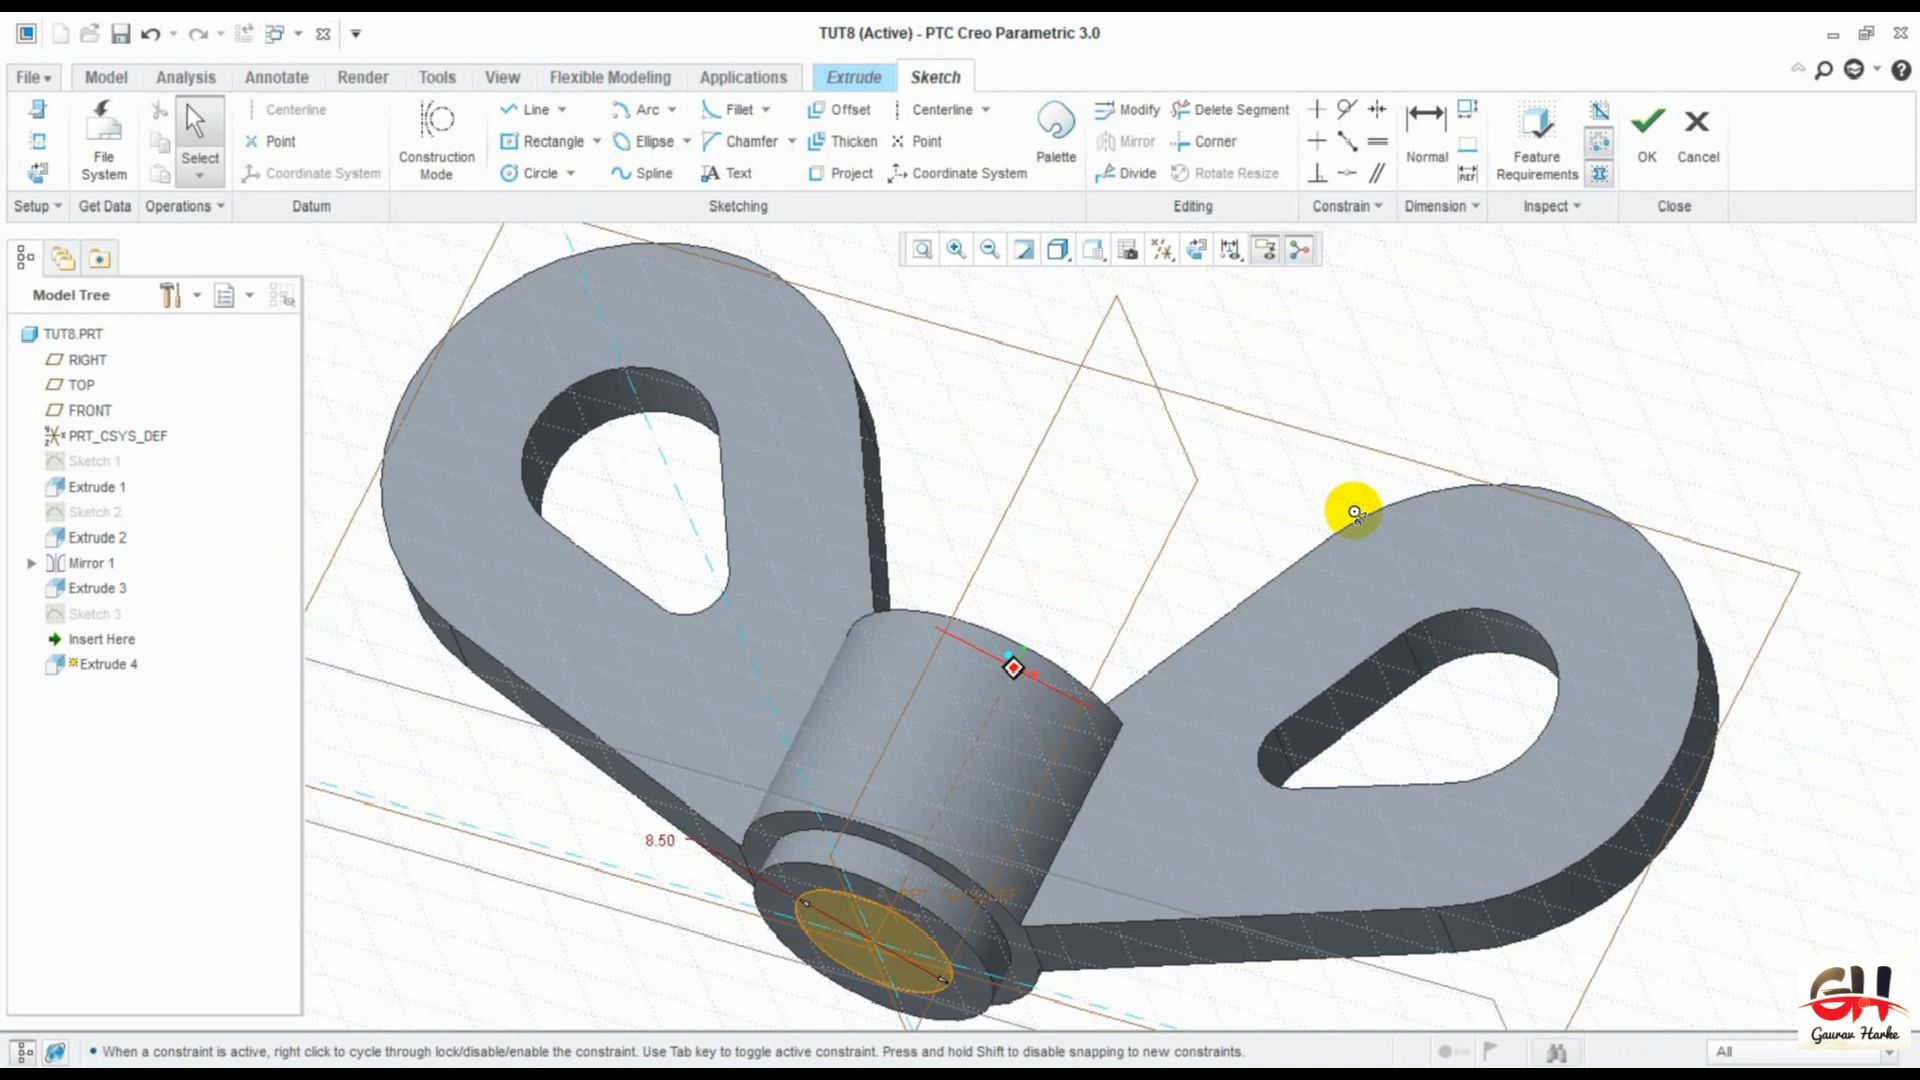 TUT8 (Active) - PTC Creo Parametric 3.0
File Model Analysis Annotate Render Tools View Flexible Modeling Applications Extrude Sketch
Centerline Line Arc Fillet Offset Centerline Modify Delete Segment
Point Rectangle Ellipse Chamfer Thicken Point Mirror Corner
Coordinate System Circle Spline Text Project Coordinate System Divide Rotate Resize
File System
Select
Construction Mode
Palette
Normal
Feature Requirements
OK
Cancel
REF
Setup Get Data Operations Datum Sketching Editing Constrain Dimension Inspect Close
Model Tree
TUT8.PRT
RIGHT
TOP
FRONT
PRT_CSYS_DEF
Sketch 1
Extrude 1
Sketch 2
Extrude 2
Mirror 1
Extrude 3
Sketch 3
Insert Here
Extrude 4
8.50
GH
Gaurav Harke
When a constraint is active, right click to cycle through lock/disable/enable the constraint. Use Tab key to toggle active constraint. Press and hold Shift to disable snapping to new constraints.
All